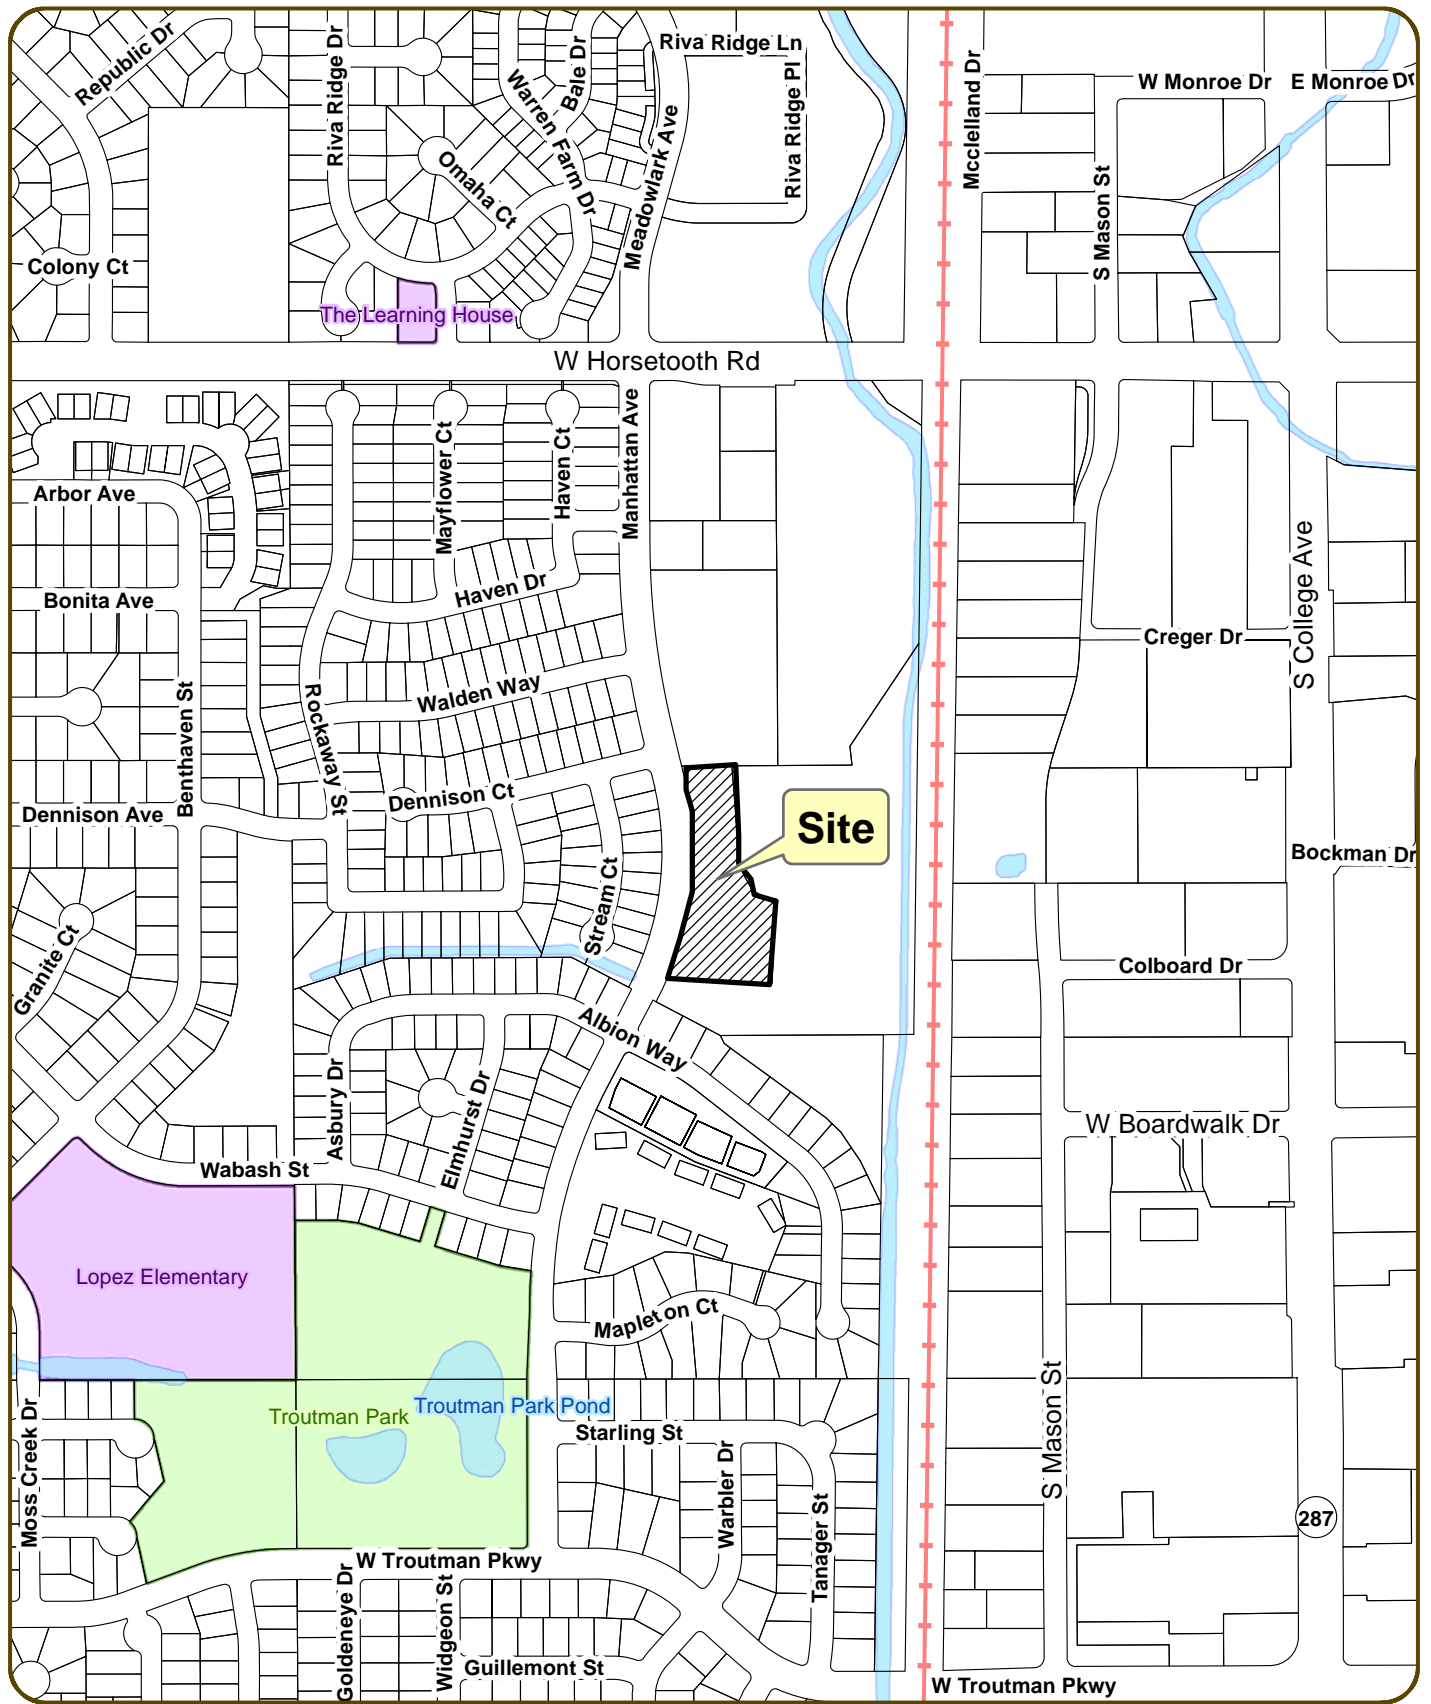 Republic Dr
Riva Ridge Dr
Warren Farm Dr
Bale Dr
Riva Ridge Ln
Riva Ridge Pl
Meadowlark Ave
Omaha Ct
Mcclelland Dr
W Monroe Dr
E Monroe Dr
S Mason St
Colony Ct
The Learning House
W Horsetooth Rd
Arbor Ave
Mayflower Ct
Haven Ct
Manhattan Ave
Bonita Ave
Haven Dr
S College Ave
Creger Dr
Benthaven St
Rockaway St
Walden Way
Dennison Ct
Dennison Ave
Site
Bockman Dr
Stream Ct
Granite Ct
Colboard Dr
Albion Way
Asbury Dr
Elmhurst Dr
W Boardwalk Dr
Wabash St
Lopez Elementary
Mapleton Ct
Troutman Park
Troutman Park Pond
S Mason St
Moss Creek Dr
Starling St
Warbler Dr
Tanager St
287
W Troutman Pkwy
Goldeneye Dr
Widgeon St
Guillemont St
W Troutman Pkwy